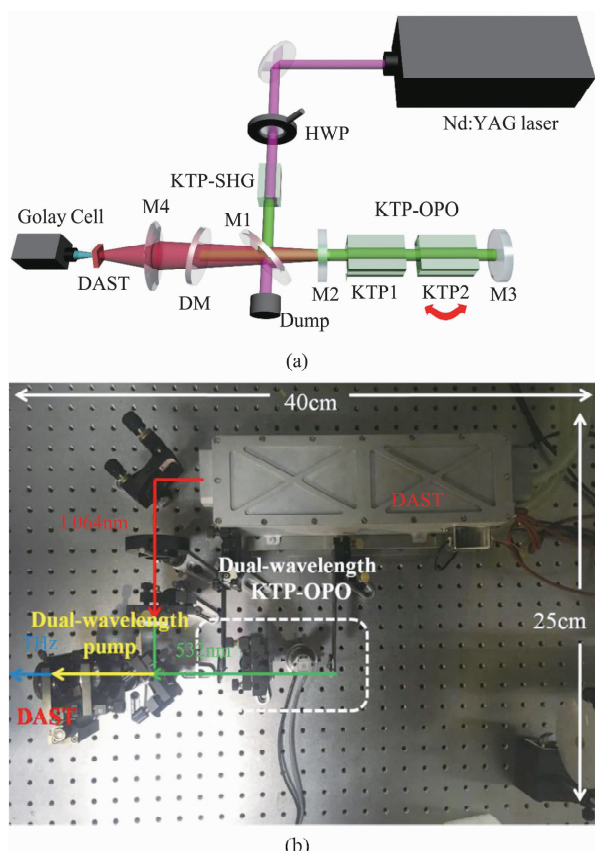 Nd:YAG laser
HWP
KTP-SHG
Golay Cell
M4
M1
KTP-OPO
DAST
DM
M2
KTP1
KTP2
M3
Dump
(a)
40cm
DAST
1064nm
Dual-wavelength
KTP-OPO
25cm
Dual-wavelength
pump
THz
532nm
DAST
(b)